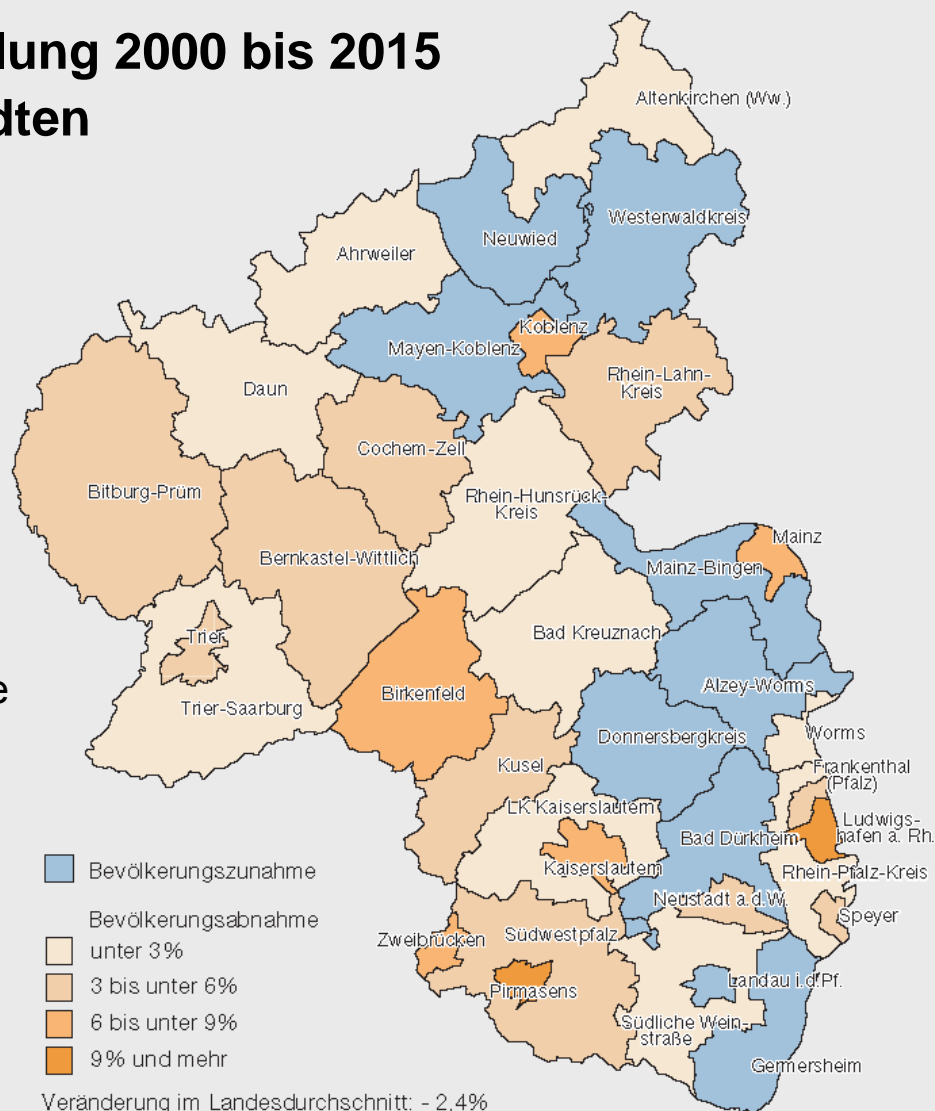 lung 2000 bis 2015
dten
Altenkirchen (Ww.)
Westerwaldkreis
Neuwied
Ahrweiler
Koblenz
Mayen-Koblenz
Rhein-Lahn-
Kreis
Daun
Cochem-Zell
Bitburg-Prüm
Rhein-Hunsrück-
Kreis
Mainz
Bernkastel-Wittlich
Mainz-Bingen
Bad Kreuznach
Trier
e
Alzey-Worms
Birkenfeld
Trier-Saarburg
Worms
Donnersbergkreis
Kusel
Frankenthal
(Pfalz)
LK Kaiserslautern
Ludwigs-
hafen a. Rh.
Bad Dürkheim
Kaiserslautern
Rhein-Pfalz-Kreis
Neustadt a.d.W.
Speyer
Zweibrücken
Südwestpfalz
Landau i.d.Pf.
Pirmasens
Südliche Wein-
straße
Germersheim
Bevölkerungszunahme
Bevölkerungsabnahme
unter 3%
3 bis unter 6%
6 bis unter 9%
9% und mehr
Veränderung im Landesdurchschnitt: - 2,4%